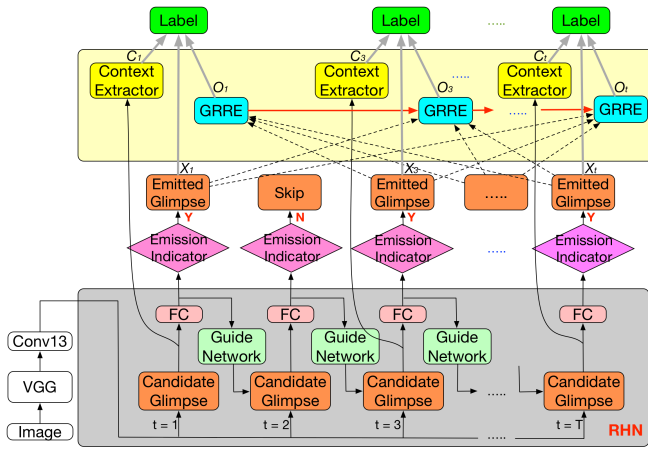 Label
Label
.....
Label
C1
C3
Ct
Context
Extractor
O1
Context
Extractor
.....
O3
Context
Extractor
Ot
GRRE
GRRE
.....
GRRE
X1
X3
Xt
Emitted
Glimpse
Skip
Emitted
Glimpse
.....
Emitted
Glimpse
Y
N
Y
Y
Emission
Indicator
Emission
Indicator
Emission
Indicator
.....
Emission
Indicator
FC
FC
FC
FC
Conv13
Guide
Network
Guide
Network
Guide
Network
VGG
Candidate
Glimpse
Candidate
Glimpse
Candidate
Glimpse
.....
Candidate
Glimpse
Image
t = 1
t = 2
t = 3
.....
t = T
RHN